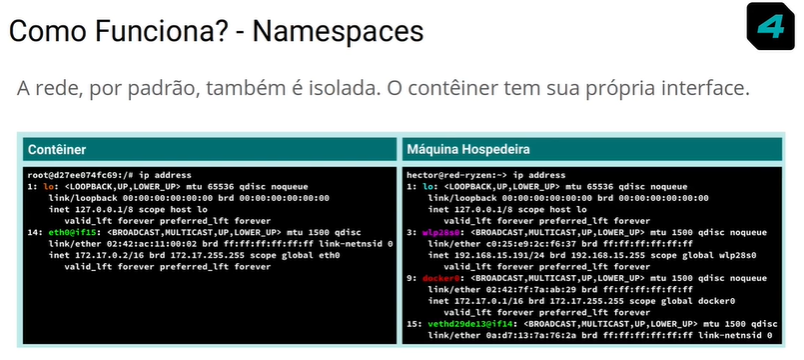 Como Funciona? - Namespaces
4
A rede, por padrão, também é isolada. O contêiner tem sua própria interface.
Contêiner
root@d27ee074fc69:/# ip address
1: lo: <LOOPBACK,UP,LOWER_UP> mtu 65536 qdisc noqueue
link/loopback 00:00:00:00:00:00 brd 00:00:00:00:00:00
inet 127.0.0.1/8 scope host lo
valid_lft forever preferred_lft forever
14: eth0@if15: <BROADCAST,MULTICAST,UP,LOWER_UP> mtu 1500 qdisc
link/ether 02:42:ac:11:00:02 brd ff:ff:ff:ff:ff:ff link-netnsid 0
inet 172.17.0.2/16 brd 172.17.255.255 scope global eth0
valid_lft forever preferred_lft forever
Máquina Hospedeira
hector@red-ryzen:~> ip address
1: lo: <LOOPBACK,UP,LOWER_UP> mtu 65536 qdisc noqueue
link/loopback 00:00:00:00:00:00 brd 00:00:00:00:00:00
inet 127.0.0.1/8 scope host lo
valid_lft forever preferred_lft forever
3: wlp28s0: <BROADCAST,MULTICAST,UP,LOWER_UP> mtu 1500 qdisc noqueue
link/ether c0:25:e9:2c:f6:37 brd ff:ff:ff:ff:ff:ff
inet 192.168.15.191/24 brd 192.168.15.255 scope global wlp28s0
valid_lft forever preferred_lft forever
9: docker0: <BROADCAST,MULTICAST,UP,LOWER_UP> mtu 1500 qdisc noqueue
link/ether 02:42:7f:7a:ab:29 brd ff:ff:ff:ff:ff:ff
inet 172.17.0.1/16 brd 172.17.255.255 scope global docker0
valid_lft forever preferred_lft forever
15: vethd29de13@if14: <BROADCAST,MULTICAST,UP,LOWER_UP> mtu 1500 qdisc
link/ether 0a:d7:13:7a:76:2a brd ff:ff:ff:ff:ff:ff link-netnsid 0